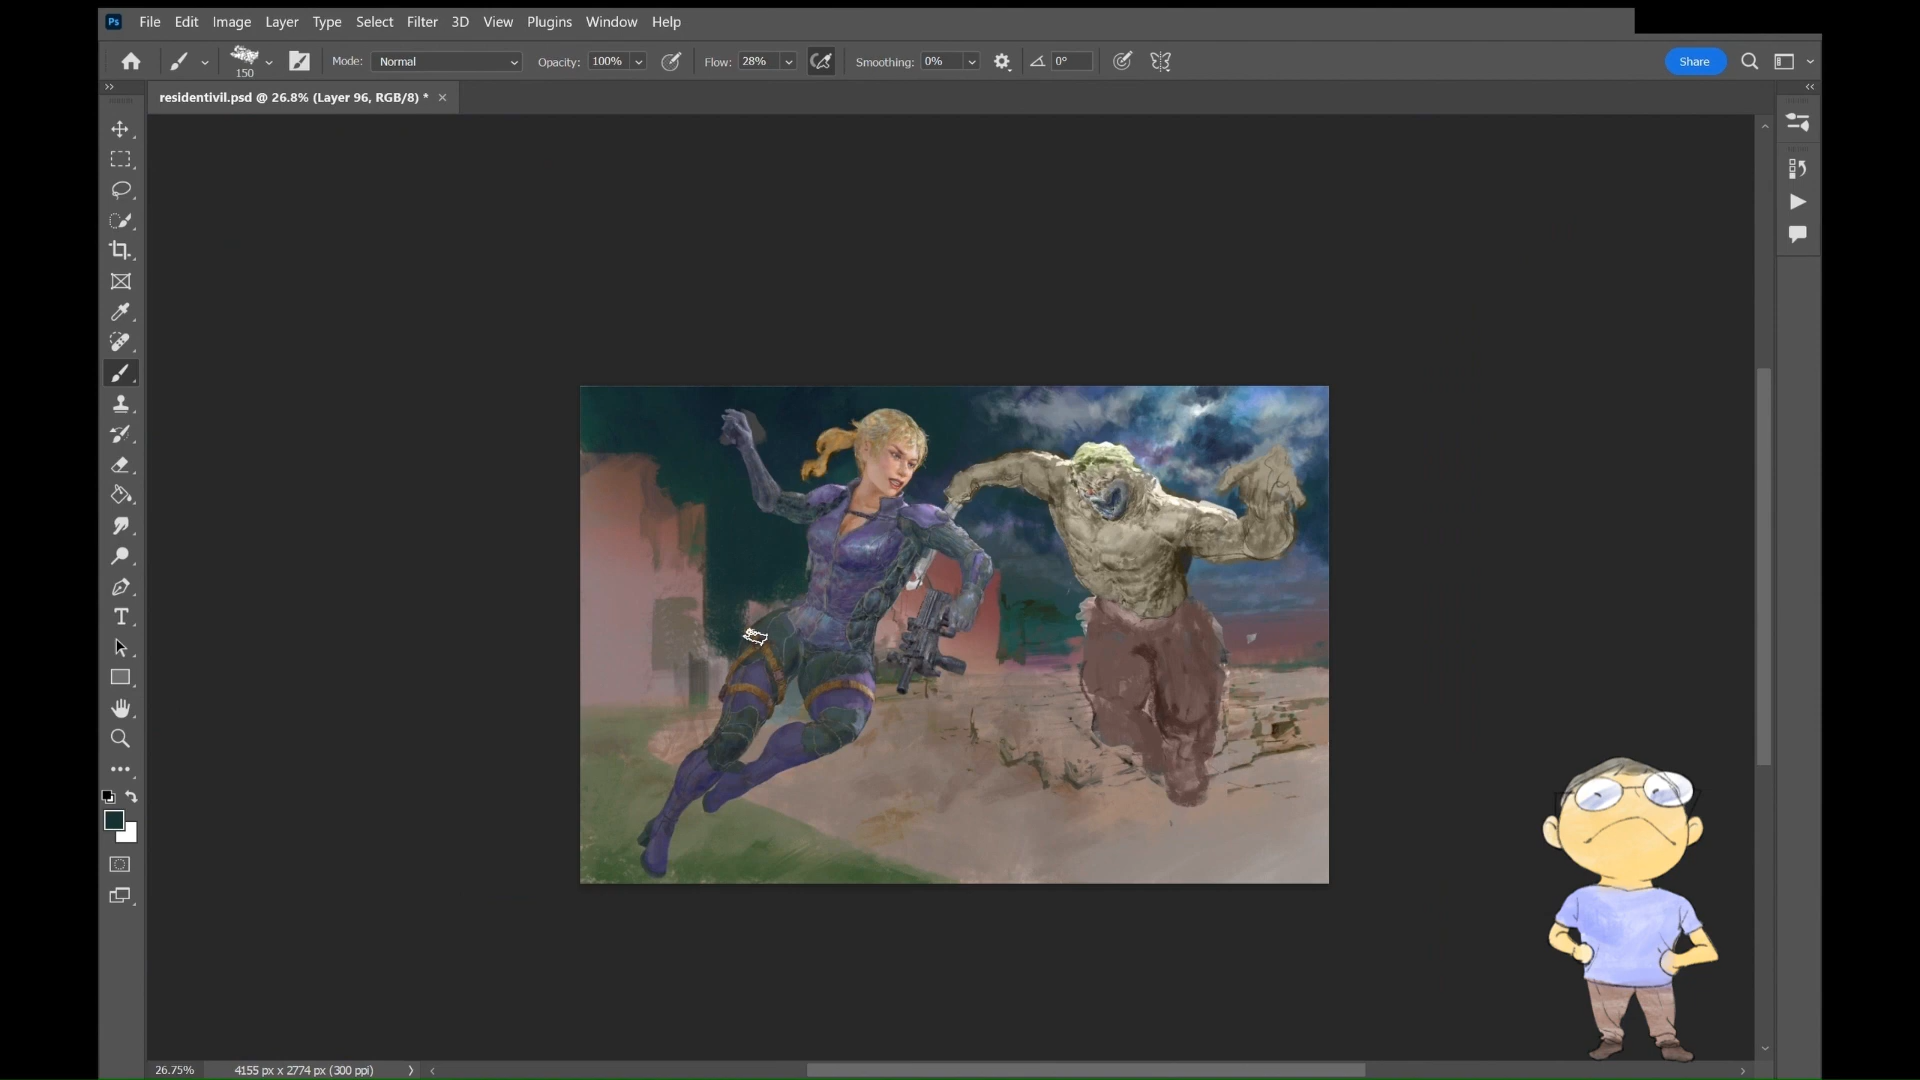 Ps File Edit Image Layer Type Select Filter 3D View Plugins Window Help
150 Mode: Normal Opacity: 100% Flow: 28% Smoothing: 0% 0° Share
residentivil.psd @ 26.8% (Layer 96, RGB/8) *
26.75% 4155 px x 2774 px (300 ppi)